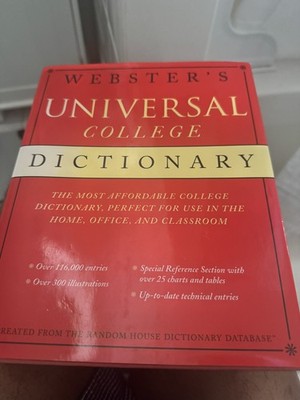 WEBSTER'S
UNIVERSAL
COLLEGE
DICTIONARY
THE MOST AFFORDABLE COLLEGE
DICTIONARY, PERFECT FOR USE IN THE
HOME, OFFICE, AND CLASSROOM
* Over 116,000 entries
* Over 300 illustrations
* Special Reference Section with
over 25 charts and tables
* Up-to-date technical entries
REATED FROM THE RANDOM HOUSE DICTIONARY DATABASE